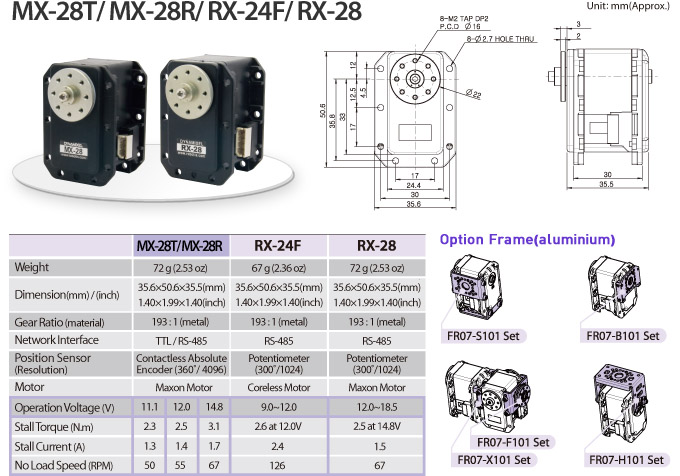 MX-28T/ MX-28R/ RX-24F/ RX-28
Unit: mm(Approx.)
8-M2 TAP DP2
P.C.D Ø16
8-Ø2.7 HOLE THRU
Ø22
12
12.5
4.5
17
33
35.8
50.6
17
24.4
30
35.6
3
2
30
35.5
DYNAMIXEL
MX-28
DYNAMIXEL
RX-28
MX-28T/MX-28R RX-24F RX-28
Weight 72 g (2.53 oz) 67 g (2.36 oz) 72 g (2.53 oz)
Dimension(mm) / (inch) 35.6×50.6×35.5(mm) 35.6×50.6×35.5(mm) 35.6×50.6×35.5(mm)
1.40×1.99×1.40(inch) 1.40×1.99×1.40(inch) 1.40×1.99×1.40(inch)
Gear Ratio (material) 193 : 1 (metal) 193 : 1 (metal) 193 : 1 (metal)
Network Interface TTL / RS-485 RS-485 RS-485
Position Sensor Contactless Absolute Potentiometer Potentiometer
(Resolution) Encoder (360˚/ 4096) (300˚/1024) (300˚/1024)
Motor Maxon Motor Coreless Motor Maxon Motor
Operation Voltage (V) 11.1 12.0 14.8 9.0~12.0 12.0~18.5
Stall Torque (N.m) 2.3 2.5 3.1 2.6 at 12.0V 2.5 at 14.8V
Stall Current (A) 1.3 1.4 1.7 2.4 1.5
No Load Speed (RPM) 50 55 67 126 67
Option Frame(aluminium)
FR07-S101 Set
FR07-B101 Set
FR07-F101 Set
FR07-X101 Set
FR07-H101 Set